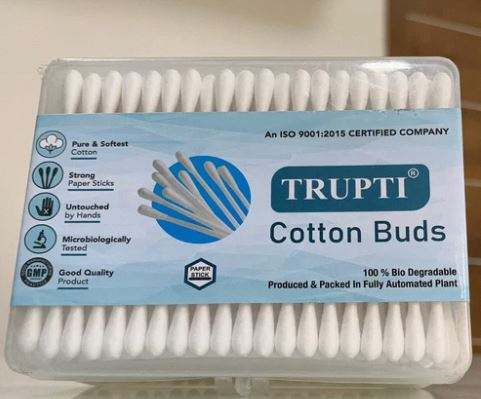 An ISO 9001:2015 CERTIFIED COMPANY
Pure & Softest
Cotton
Strong
Paper Sticks
Untouched
by Hands
Microbiologically
Tested
GMP
Good Quality
Product
PAPER
STICK
TRUPTI®
Cotton Buds
100 % Bio Degradable
Produced & Packed In Fully Automated Plant